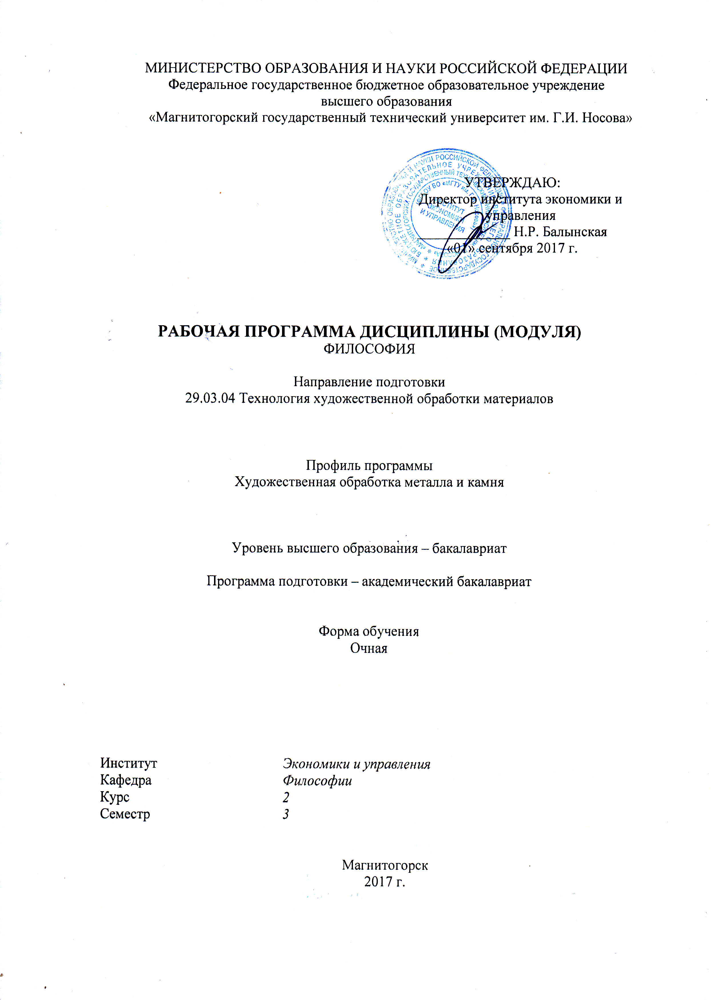 МИНИСТЕРСТВО ОБРАЗОВАНИЯ И НАУКИ РОССИЙСКОЙ ФЕДЕРАЦИИ
Федеральное государственное бюджетное образовательное учреждение
высшего образования
«Магнитогорский государственный технический университет им. Г.И. Носова»
УТВЕРЖДАЮ:
Директор института экономики и
управления
Н.Р. Балынская
«01» сентября 2017 г.
ИНСТИТУТ
ЭКОНОМИКИ
И УПРАВЛЕНИЯ
РАБОЧАЯ ПРОГРАММА ДИСЦИПЛИНЫ (МОДУЛЯ)
ФИЛОСОФИЯ
Направление подготовки
29.03.04 Технология художественной обработки материалов
Профиль программы
Художественная обработка металла и камня
Уровень высшего образования – бакалавриат
Программа подготовки – академический бакалавриат
Форма обучения
Очная
Институт Экономики и управления
Кафедра Философии
Курс 2
Семестр 3
Магнитогорск
2017 г.